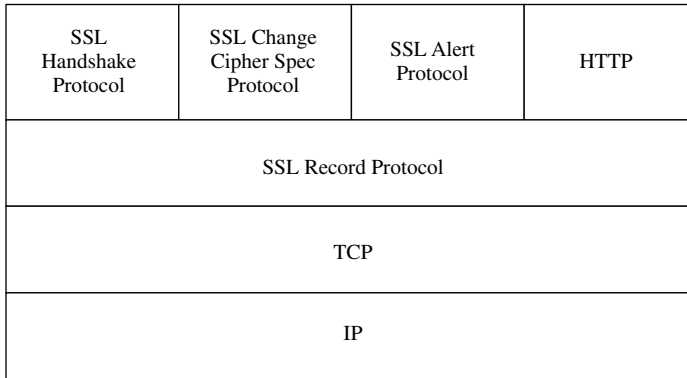 SSL
Handshake
Protocol
SSL Change
Cipher Spec
Protocol
SSL Alert
Protocol
HTTP
SSL Record Protocol
TCP
IP